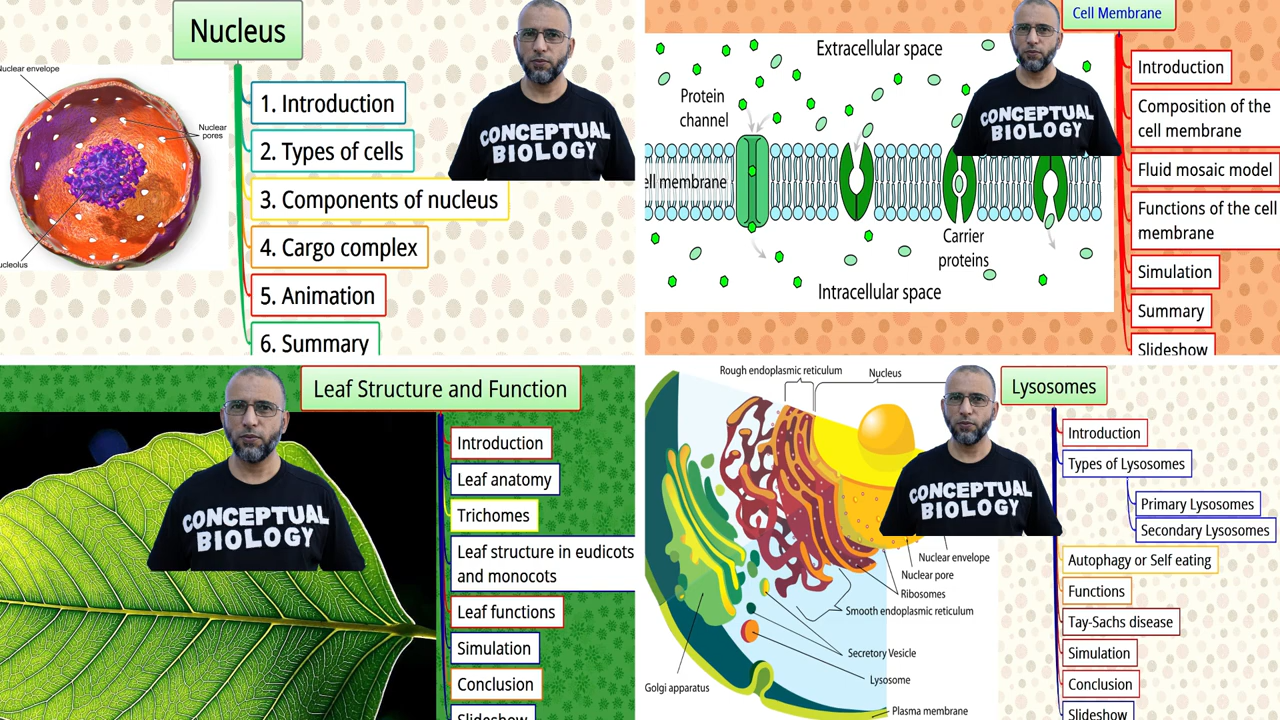 Nucleus
Nuclear envelope
Nuclear
pores
1. Introduction
2. Types of cells
3. Components of nucleus
4. Cargo complex
5. Animation
6. Summary
CONCEPTUAL
BIOLOGY
Cell Membrane
Extracellular space
Protein
channel
Carrier
proteins
Intracellular space
ell membrane
ucleolus
CONCEPTUAL
BIOLOGY
Introduction
Composition of the
cell membrane
Fluid mosaic model
Functions of the cell
membrane
Simulation
Summary
Slideshow
Leaf Structure and Function
CONCEPTUAL
BIOLOGY
Introduction
Leaf anatomy
Trichomes
Leaf structure in eudicots
and monocots
Leaf functions
Simulation
Conclusion
Slideshow
Rough endoplasmic reticulum
Nucleus
CONCEPTUAL
BIOLOGY
Nuclear envelope
Nuclear pore
Ribosomes
Smooth endoplasmic reticulum
Secretory Vesicle
Lysosome
Golgi apparatus
Plasma membrane
Lysosomes
Introduction
Types of Lysosomes
Primary Lysosomes
Secondary Lysosomes
Autophagy or Self eating
Functions
Tay-Sachs disease
Simulation
Conclusion
Slideshow